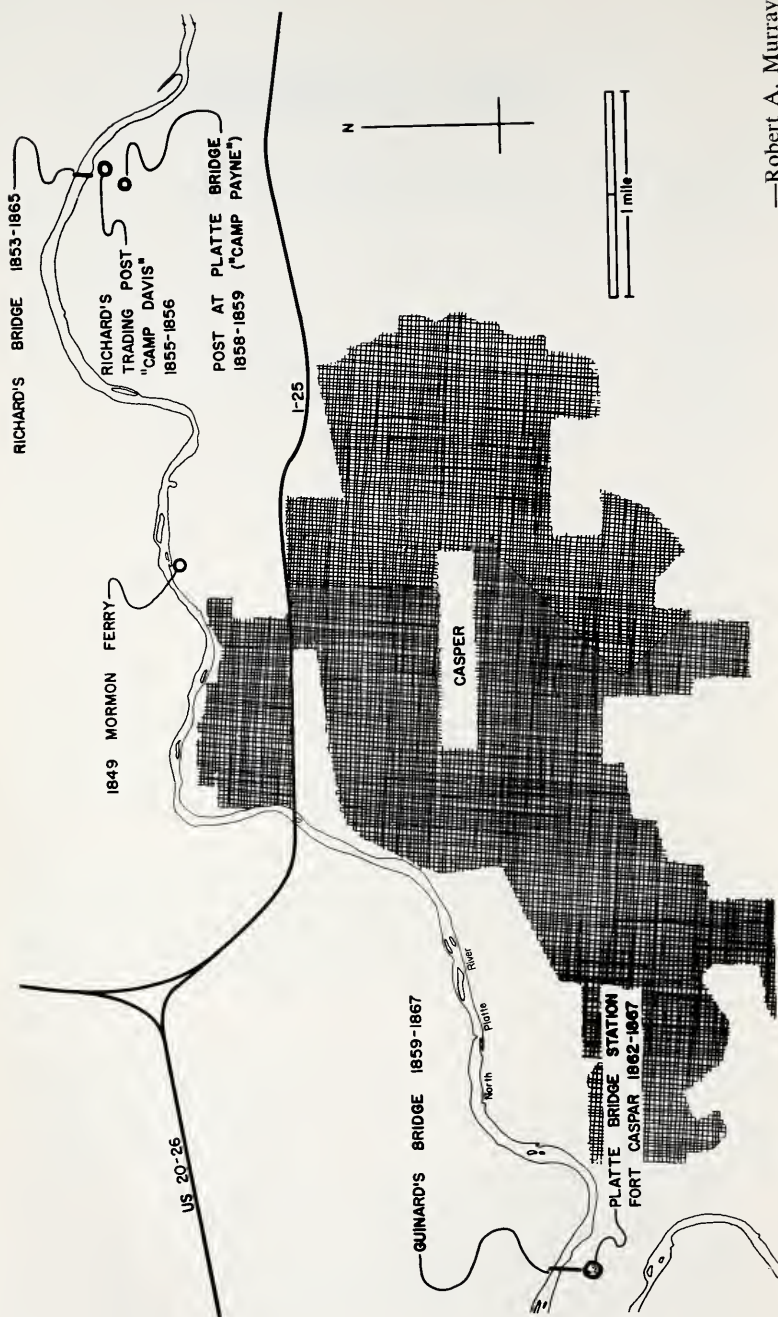 RICHARD'S BRIDGE 1853-1865
RICHARD'S
TRADING POST
"CAMP DAVIS"
1855-1856
POST AT PLATTE BRIDGE
1858-1859 ("CAMP PAYNE")
1849 MORMON FERRY
I-25
US 20-26
N
1 mile
CASPER
North Platte River
GUINARD'S BRIDGE 1859-1867
PLATTE BRIDGE STATION
FORT CASPAR 1862-1867
—Robert A. Murray